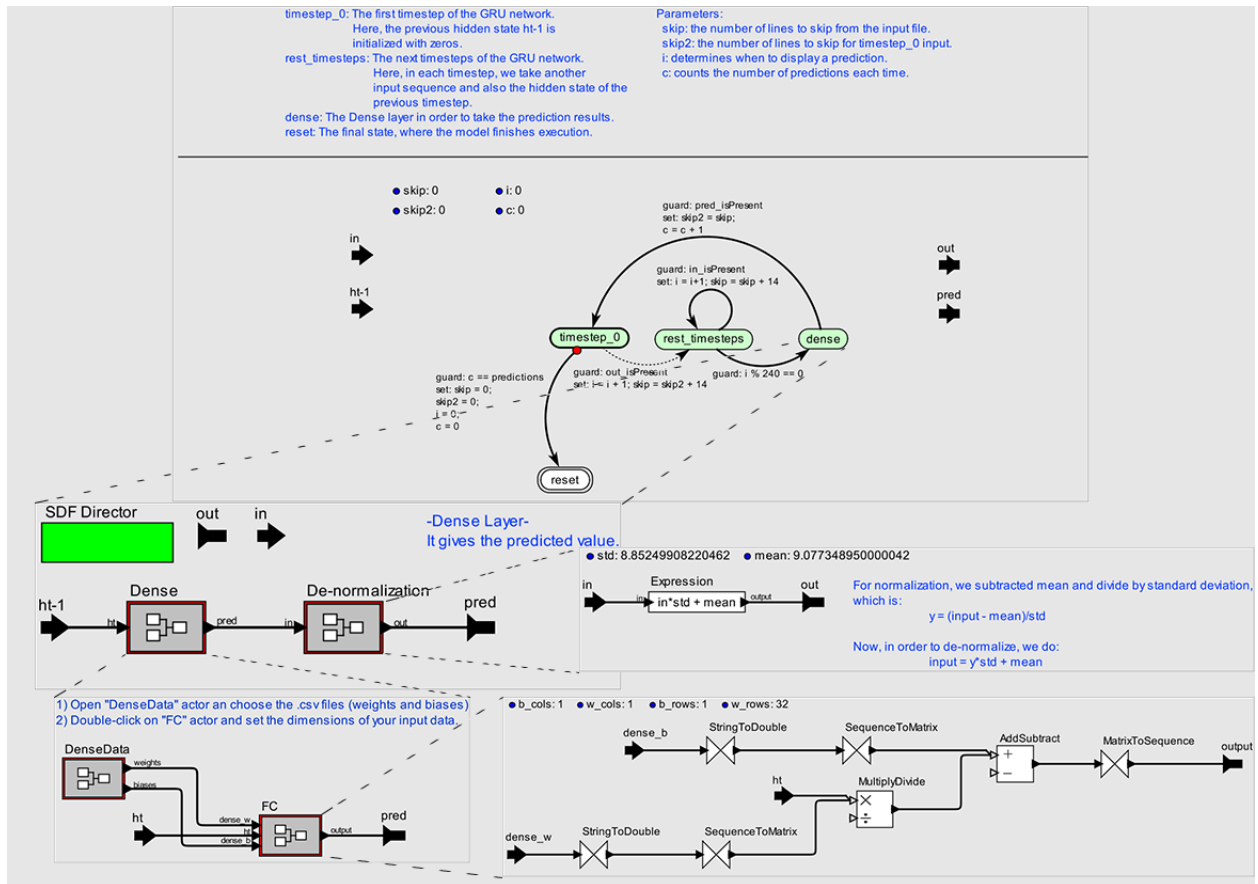 timestep_0: The first timestep of the GRU network.
Here, the previous hidden state ht-1 is
initialized with zeros.
rest_timesteps: The next timesteps of the GRU network.
Here, in each timestep, we take another
input sequence and also the hidden state of the
previous timestep.
dense: The Dense layer in order to take the prediction results.
reset: The final state, where the model finishes execution.
Parameters:
skip: the number of lines to skip from the input file.
skip2: the number of lines to skip for timestep_0 input.
i: determines when to display a prediction.
c: counts the number of predictions each time.
skip: 0
i: 0
skip2: 0
c: 0
in
ht-1
out
pred
guard: pred_isPresent
set: skip2 = skip;
c = c + 1
guard: in_isPresent
set: i = i+1; skip = skip + 14
timestep_0
rest_timesteps
dense
guard: c == predictions
set: skip = 0;
skip2 = 0;
i = 0;
c = 0
guard: out_isPresent
set: i = i + 1; skip = skip2 + 14
guard: i % 240 == 0
reset
SDF Director
out
in
-Dense Layer-
It gives the predicted value.
Dense
De-normalization
ht-1
ht
pred
in
out
pred
std: 8.85249908220462
mean: 9.077348950000042
in
Expression
out
in
in*std + mean
output
For normalization, we subtracted mean and divide by standard deviation,
which is:
y = (input - mean)/std
Now, in order to de-normalize, we do:
input = y*std + mean
1) Open "DenseData" actor an choose the .csv files (weights and biases)
2) Double-click on "FC" actor and set the dimensions of your input data.
DenseData
weights
biases
FC
ht
dense_w
ht
dense_b
output
pred
b_cols: 1
w_cols: 1
b_rows: 1
w_rows: 32
dense_b
StringToDouble
SequenceToMatrix
AddSubtract
MatrixToSequence
output
ht
MultiplyDivide
dense_w
StringToDouble
SequenceToMatrix